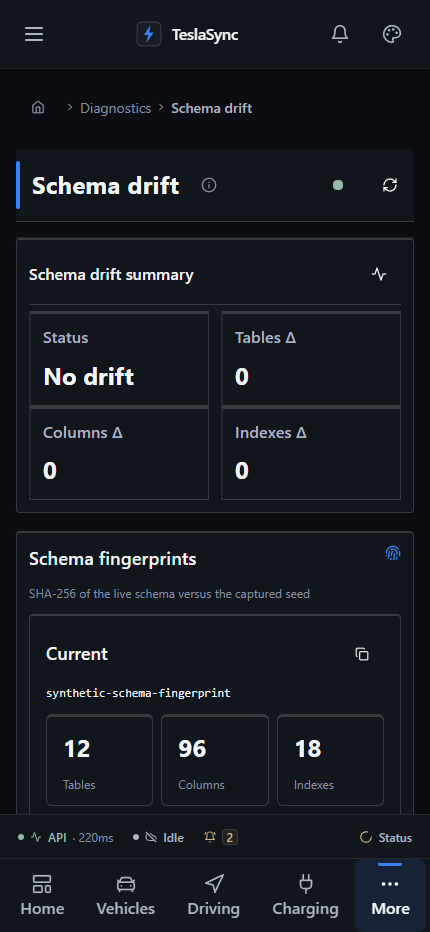 TeslaSync
Diagnostics Schema drift
Schema drift
Schema drift summary
Status
No drift
Tables Δ
0
Columns Δ
0
Indexes Δ
0
Schema fingerprints
SHA-256 of the live schema versus the captured seed
Current
synthetic-schema-fingerprint
12
Tables
96
Columns
18
Indexes
API · 220ms Idle 2 Status
Home Vehicles Driving Charging More